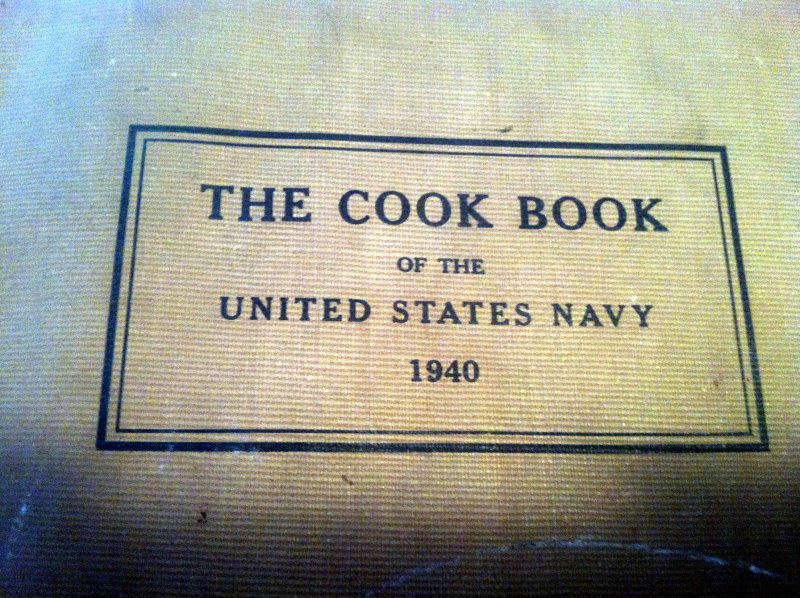 THE COOK BOOK
OF THE
UNITED STATES NAVY
1940